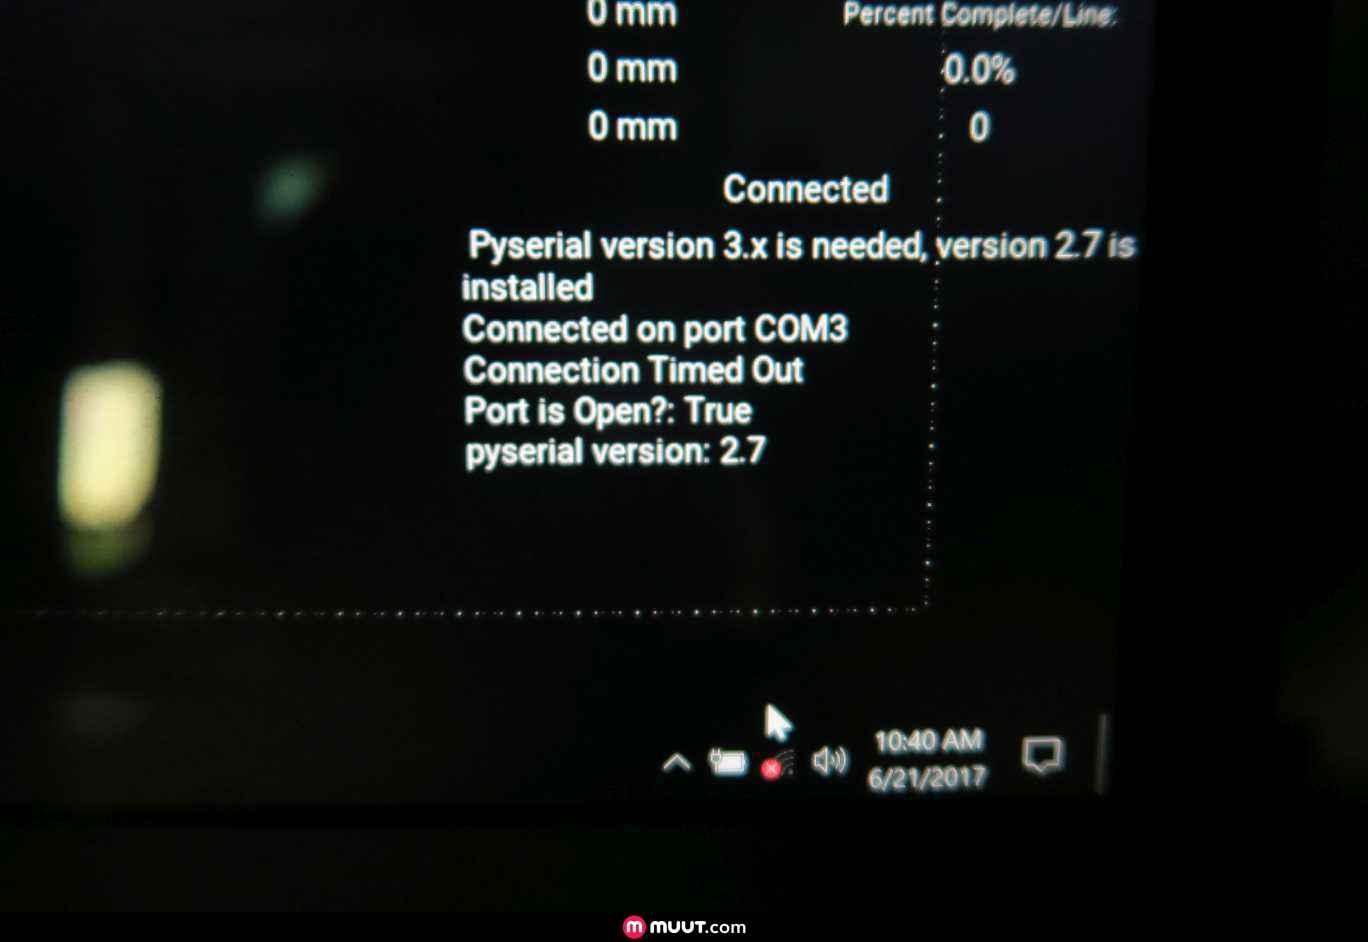 0 mm
Percent Complete/Line:
0 mm
0.0%
0 mm
0
Connected
Pyserial version 3.x is needed, version 2.7 is
installed
Connected on port COM3
Connection Timed Out
Port is Open?: True
pyserial version: 2.7
10:40 AM
6/21/2017
m muut.com